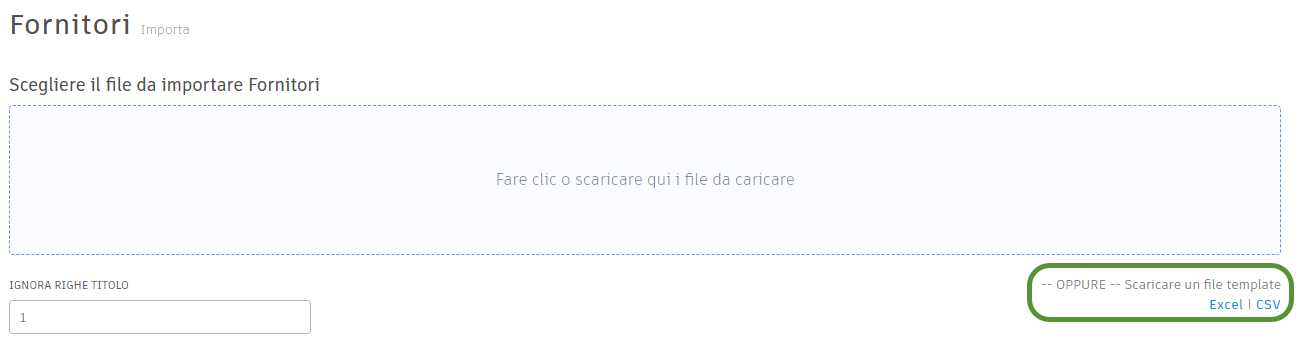 Fornitori Importa
Scegliere il file da importare Fornitori
Fare clic o scaricare qui i file da caricare
IGNORA RIGHE TITOLO
1
-- OPPURE -- Scaricare un file template
Excel | CSV